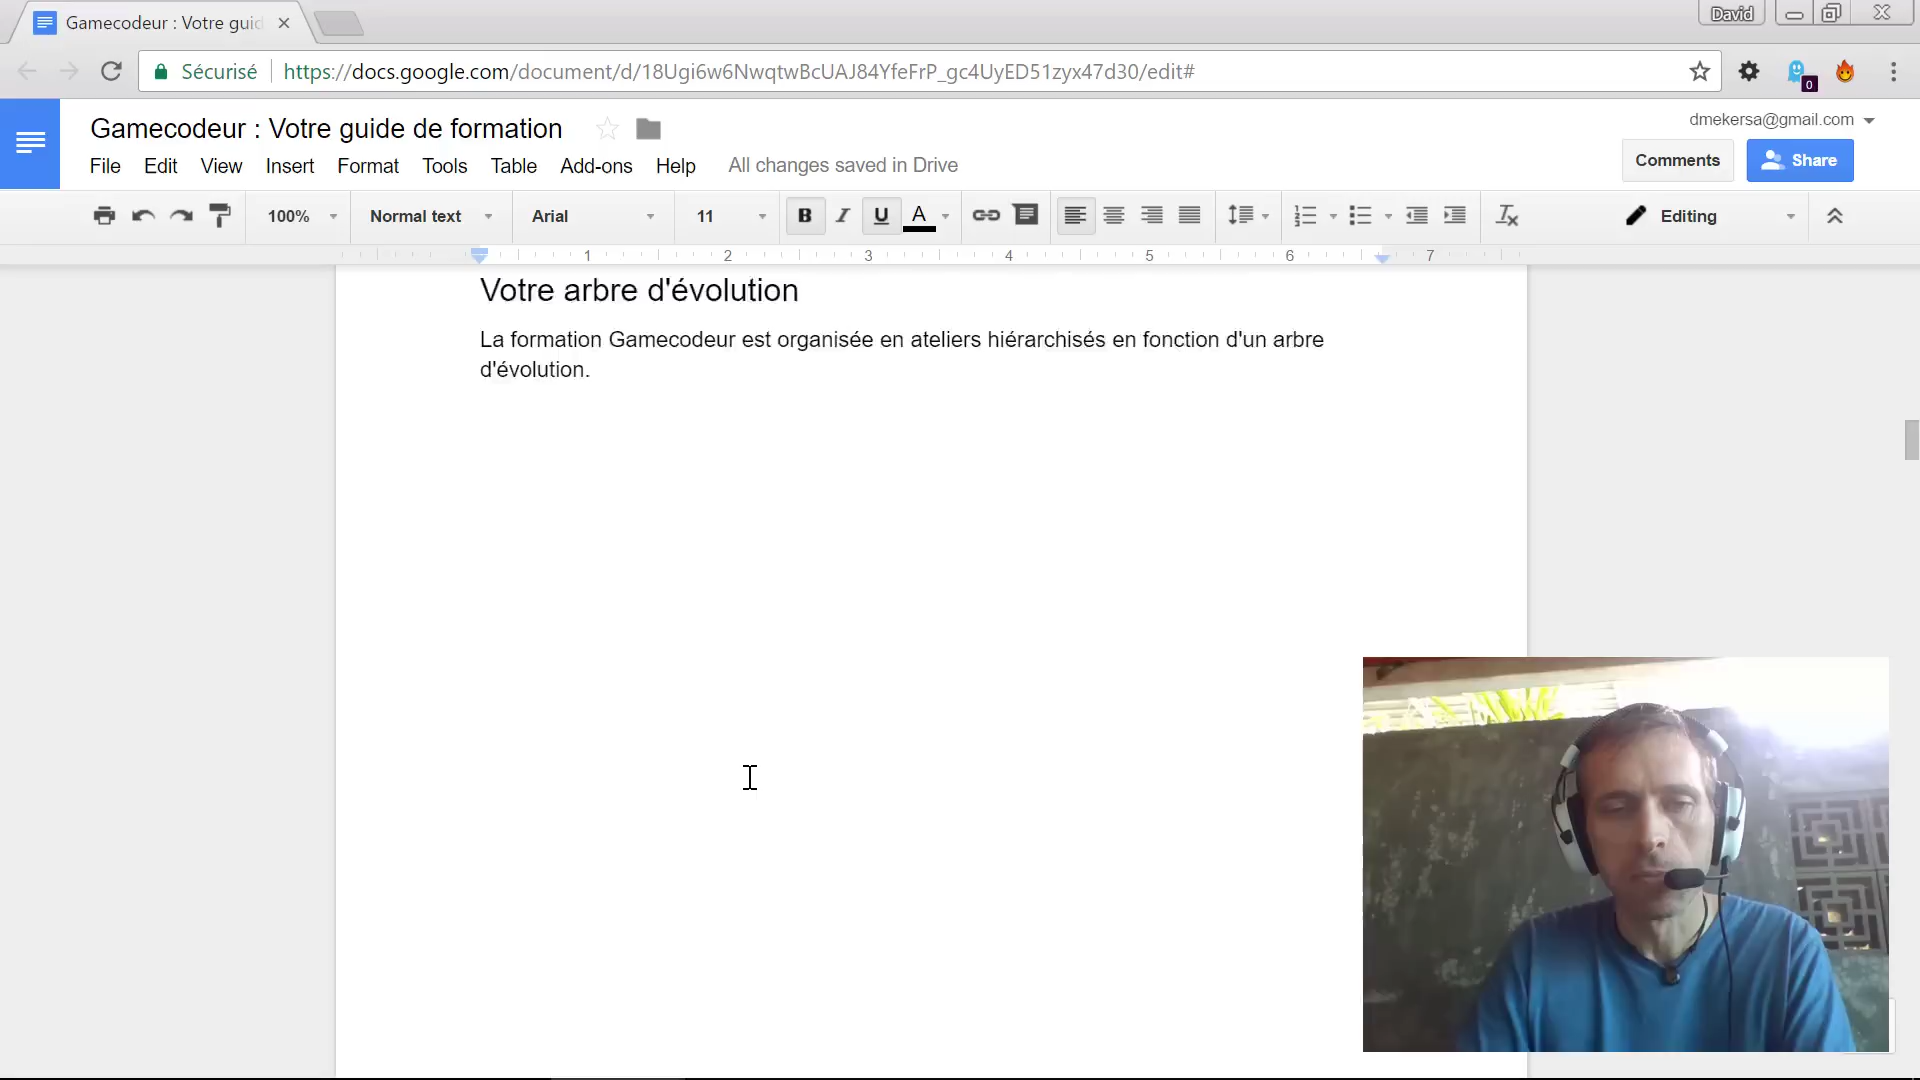 Gamecodeur : Votre guid
David
Sécurisé
https://docs.google.com/document/d/18Ugi6w6NwqtwBcUAJ84YfeFrP_gc4UyED51zyx47d30/edit#
0
Gamecodeur : Votre guide de formation
dmekersa@gmail.com
File Edit View Insert Format Tools Table Add-ons Help All changes saved in Drive
Comments
Share
100% Normal text Arial 11 B I U A Editing
1 2 3 4 5 6 7
Votre arbre d'évolution
La formation Gamecodeur est organisée en ateliers hiérarchisés en fonction d'un arbre
d'évolution.